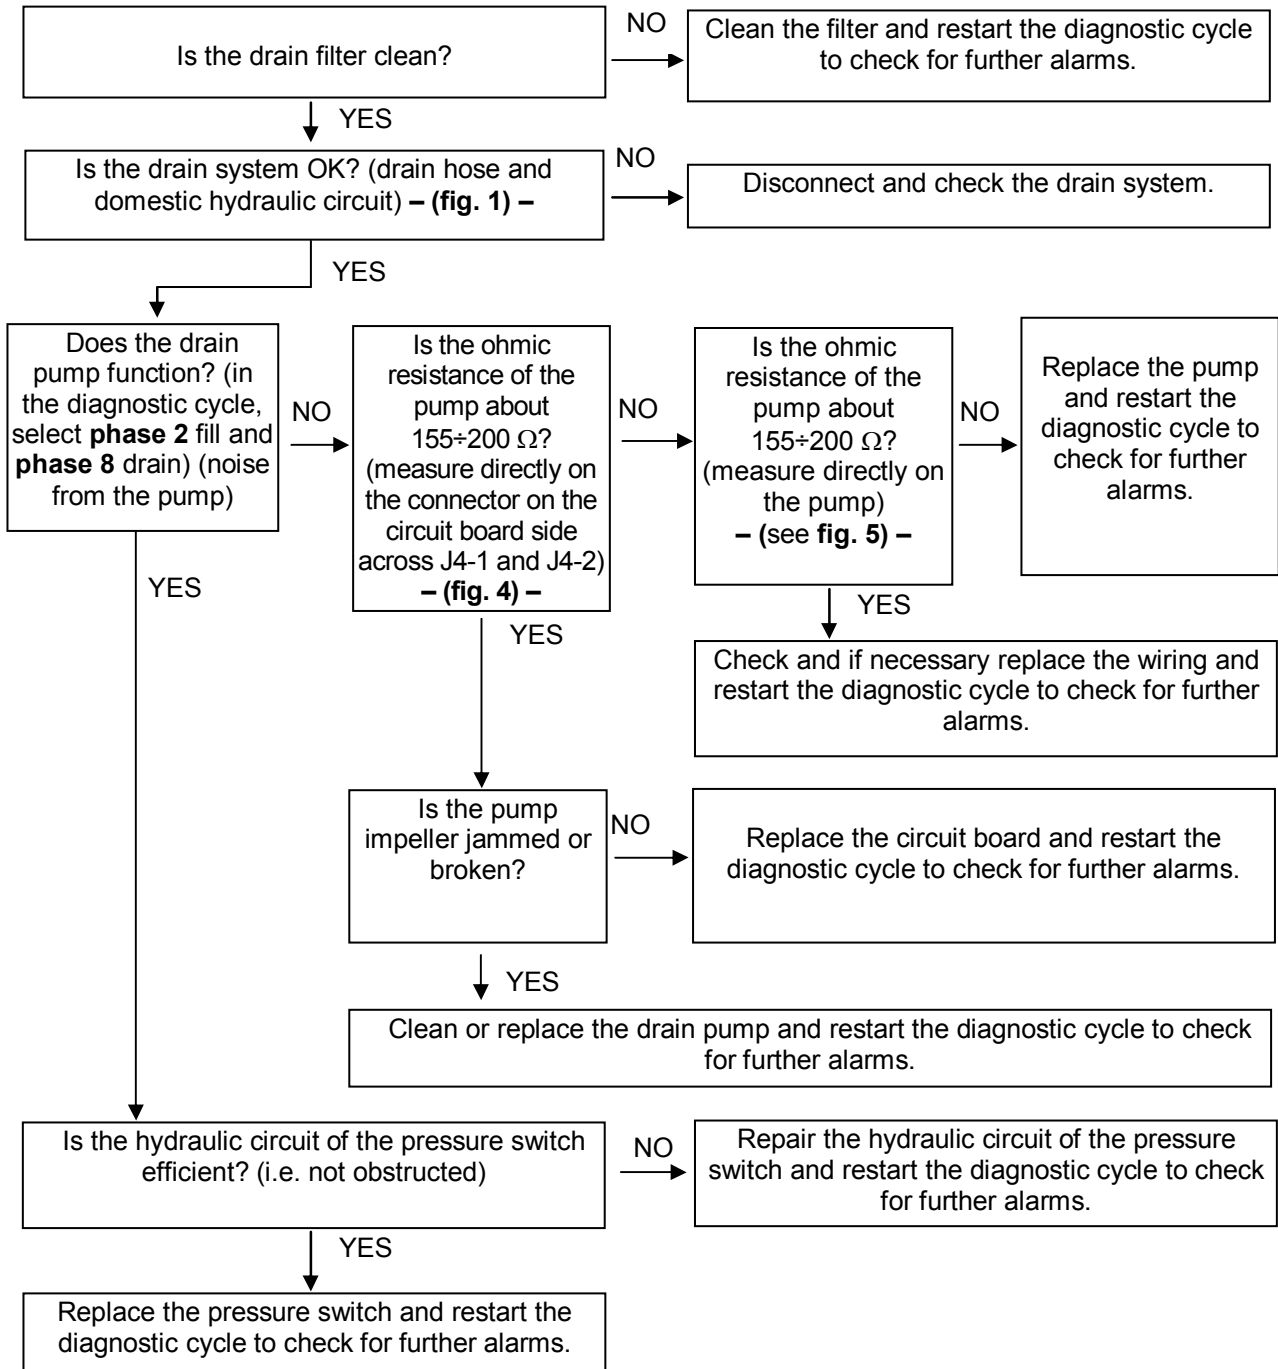 Is the drain filter clean?
NO
Clean the filter and restart the diagnostic cycle
to check for further alarms.
YES
Is the drain system OK? (drain hose and
domestic hydraulic circuit) – (fig. 1) –
NO
Disconnect and check the drain system.
YES
Does the drain
pump function? (in
the diagnostic cycle,
select phase 2 fill and
phase 8 drain) (noise
from the pump)
NO
Is the ohmic
resistance of the
pump about
155÷200 Ω?
(measure directly on
the connector on the
circuit board side
across J4-1 and J4-2)
– (fig. 4) –
NO
Is the ohmic
resistance of the
pump about
155÷200 Ω?
(measure directly on
the pump)
– (see fig. 5) –
NO
Replace the pump
and restart the
diagnostic cycle to
check for further
alarms.
YES
YES
YES
Check and if necessary replace the wiring and
restart the diagnostic cycle to check for further
alarms.
Is the pump
impeller jammed or
broken?
NO
Replace the circuit board and restart the
diagnostic cycle to check for further alarms.
YES
Clean or replace the drain pump and restart the diagnostic cycle to check
for further alarms.
Is the hydraulic circuit of the pressure switch
efficient? (i.e. not obstructed)
NO
Repair the hydraulic circuit of the pressure
switch and restart the diagnostic cycle to check
for further alarms.
YES
Replace the pressure switch and restart the
diagnostic cycle to check for further alarms.